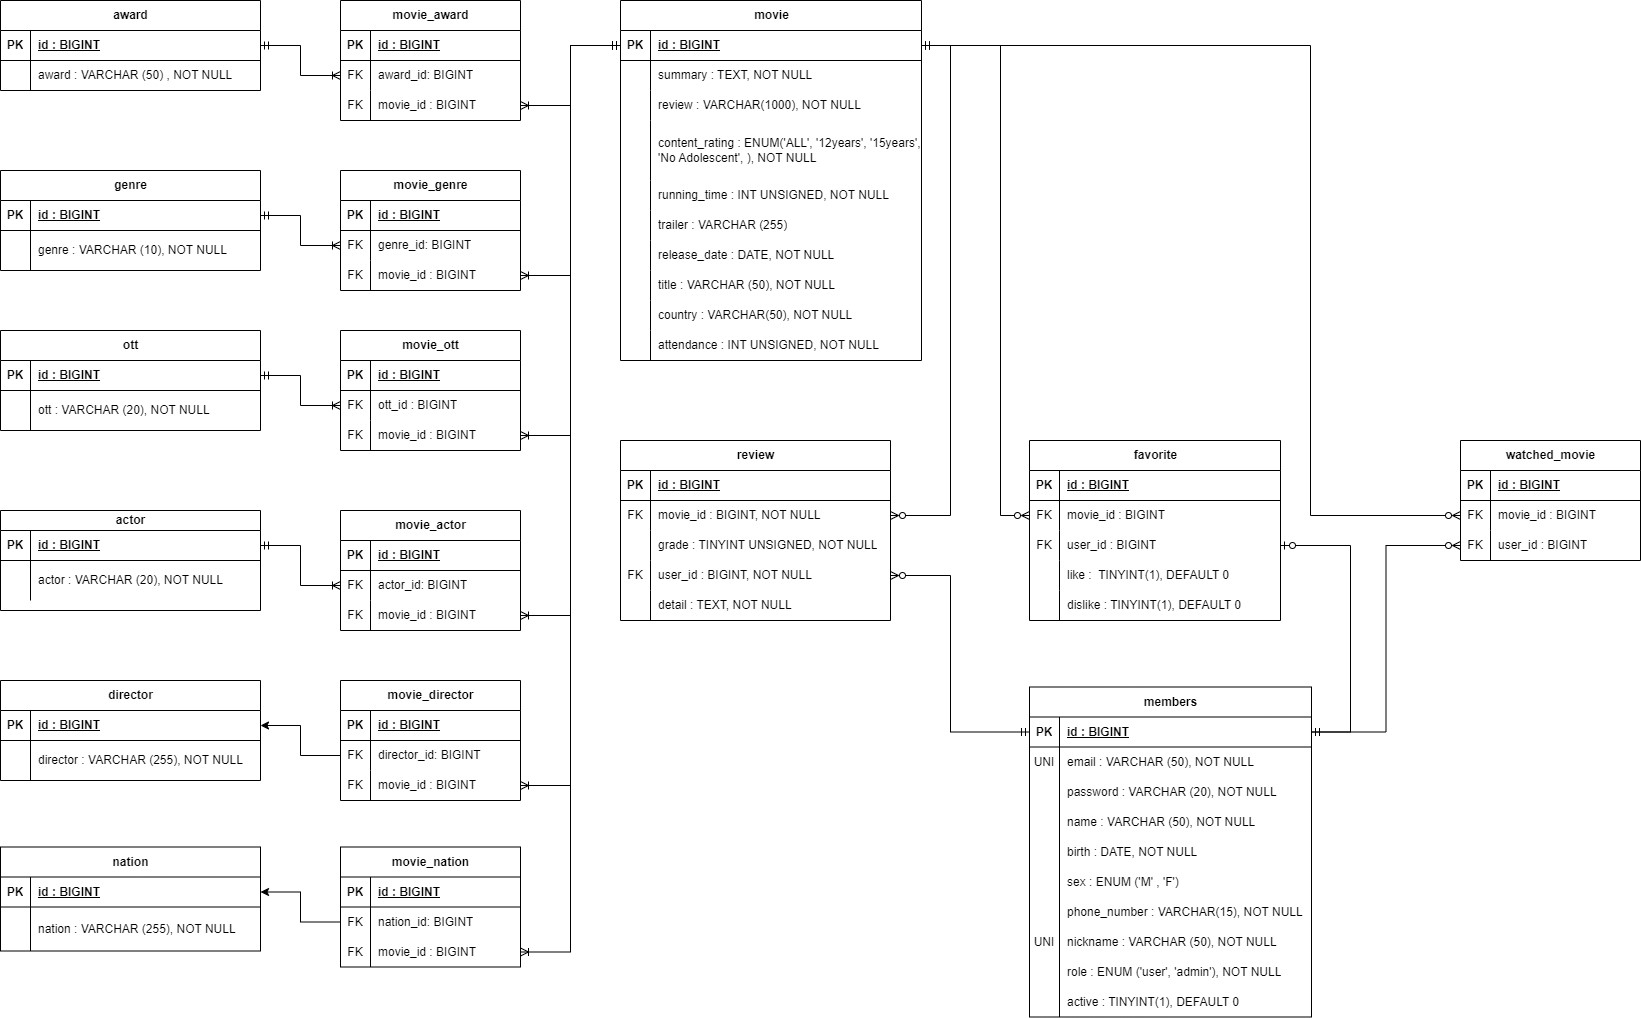 award
PK id : BIGINT
award : VARCHAR (50) , NOT NULL
movie_award
PK id : BIGINT
FK award_id: BIGINT
FK movie_id : BIGINT
movie
PK id : BIGINT
summary : TEXT, NOT NULL
review : VARCHAR(1000), NOT NULL
content_rating : ENUM('ALL', '12years', '15years',
'No Adolescent', ), NOT NULL
running_time : INT UNSIGNED, NOT NULL
trailer : VARCHAR (255)
release_date : DATE, NOT NULL
title : VARCHAR (50), NOT NULL
country : VARCHAR(50), NOT NULL
attendance : INT UNSIGNED, NOT NULL
genre
PK id : BIGINT
genre : VARCHAR (10), NOT NULL
movie_genre
PK id : BIGINT
FK genre_id: BIGINT
FK movie_id : BIGINT
ott
PK id : BIGINT
ott : VARCHAR (20), NOT NULL
movie_ott
PK id : BIGINT
FK ott_id : BIGINT
FK movie_id : BIGINT
actor
PK id : BIGINT
actor : VARCHAR (20), NOT NULL
movie_actor
PK id : BIGINT
FK actor_id: BIGINT
FK movie_id : BIGINT
director
PK id : BIGINT
director : VARCHAR (255), NOT NULL
movie_director
PK id : BIGINT
FK director_id: BIGINT
FK movie_id : BIGINT
nation
PK id : BIGINT
nation : VARCHAR (255), NOT NULL
movie_nation
PK id : BIGINT
FK nation_id: BIGINT
FK movie_id : BIGINT
review
PK id : BIGINT
FK movie_id : BIGINT, NOT NULL
grade : TINYINT UNSIGNED, NOT NULL
FK user_id : BIGINT, NOT NULL
detail : TEXT, NOT NULL
favorite
PK id : BIGINT
FK movie_id : BIGINT
FK user_id : BIGINT
like :  TINYINT(1), DEFAULT 0
dislike : TINYINT(1), DEFAULT 0
watched_movie
PK id : BIGINT
FK movie_id : BIGINT
FK user_id : BIGINT
members
PK id : BIGINT
UNI email : VARCHAR (50), NOT NULL
password : VARCHAR (20), NOT NULL
name : VARCHAR (50), NOT NULL
birth : DATE, NOT NULL
sex : ENUM ('M' , 'F')
phone_number : VARCHAR(15), NOT NULL
UNI nickname : VARCHAR (50), NOT NULL
role : ENUM ('user', 'admin'), NOT NULL
active : TINYINT(1), DEFAULT 0